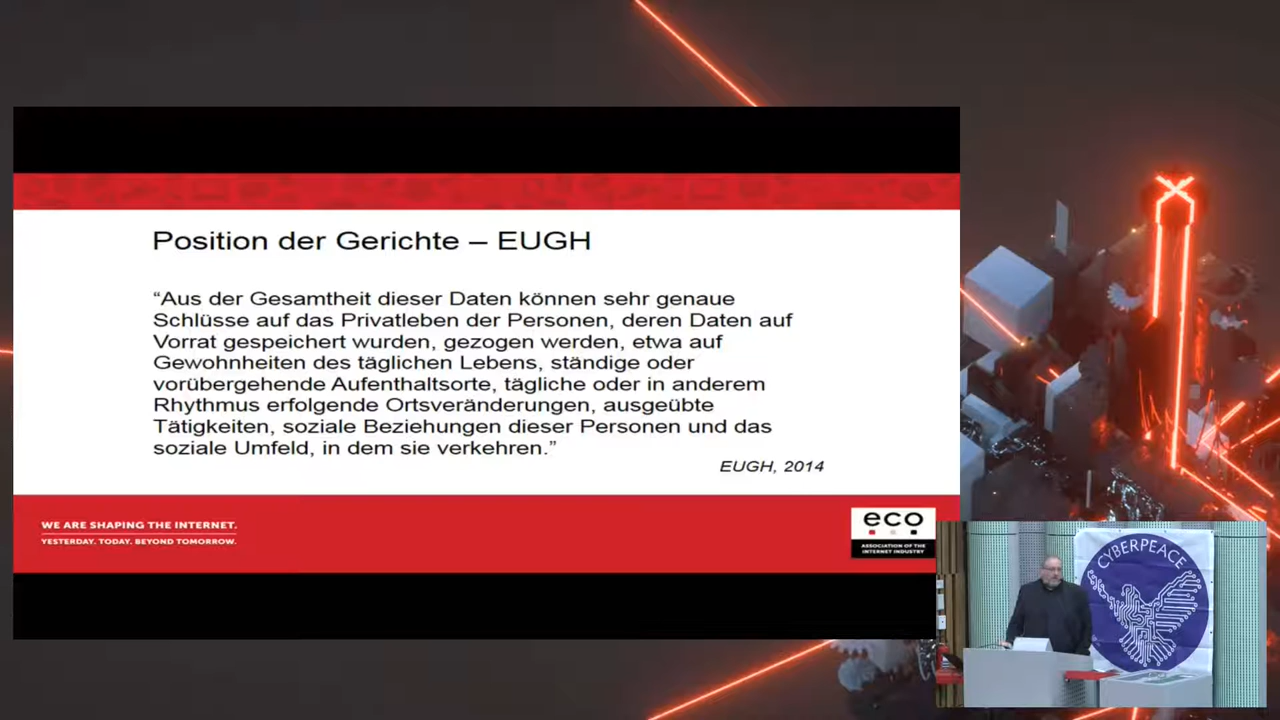 Position der Gerichte – EUGH
“Aus der Gesamtheit dieser Daten können sehr genaue
Schlüsse auf das Privatleben der Personen, deren Daten auf
Vorrat gespeichert wurden, gezogen werden, etwa auf
Gewohnheiten des täglichen Lebens, ständige oder
vorübergehende Aufenthaltsorte, tägliche oder in anderem
Rhythmus erfolgende Ortsveränderungen, ausgeübte
Tätigkeiten, soziale Beziehungen dieser Personen und das
soziale Umfeld, in dem sie verkehren.”
EUGH, 2014
WE ARE SHAPING THE INTERNET.
YESTERDAY. TODAY. BEYOND TOMORROW.
eco
ASSOCIATION OF THE
INTERNET INDUSTRY
CYBERPEACE